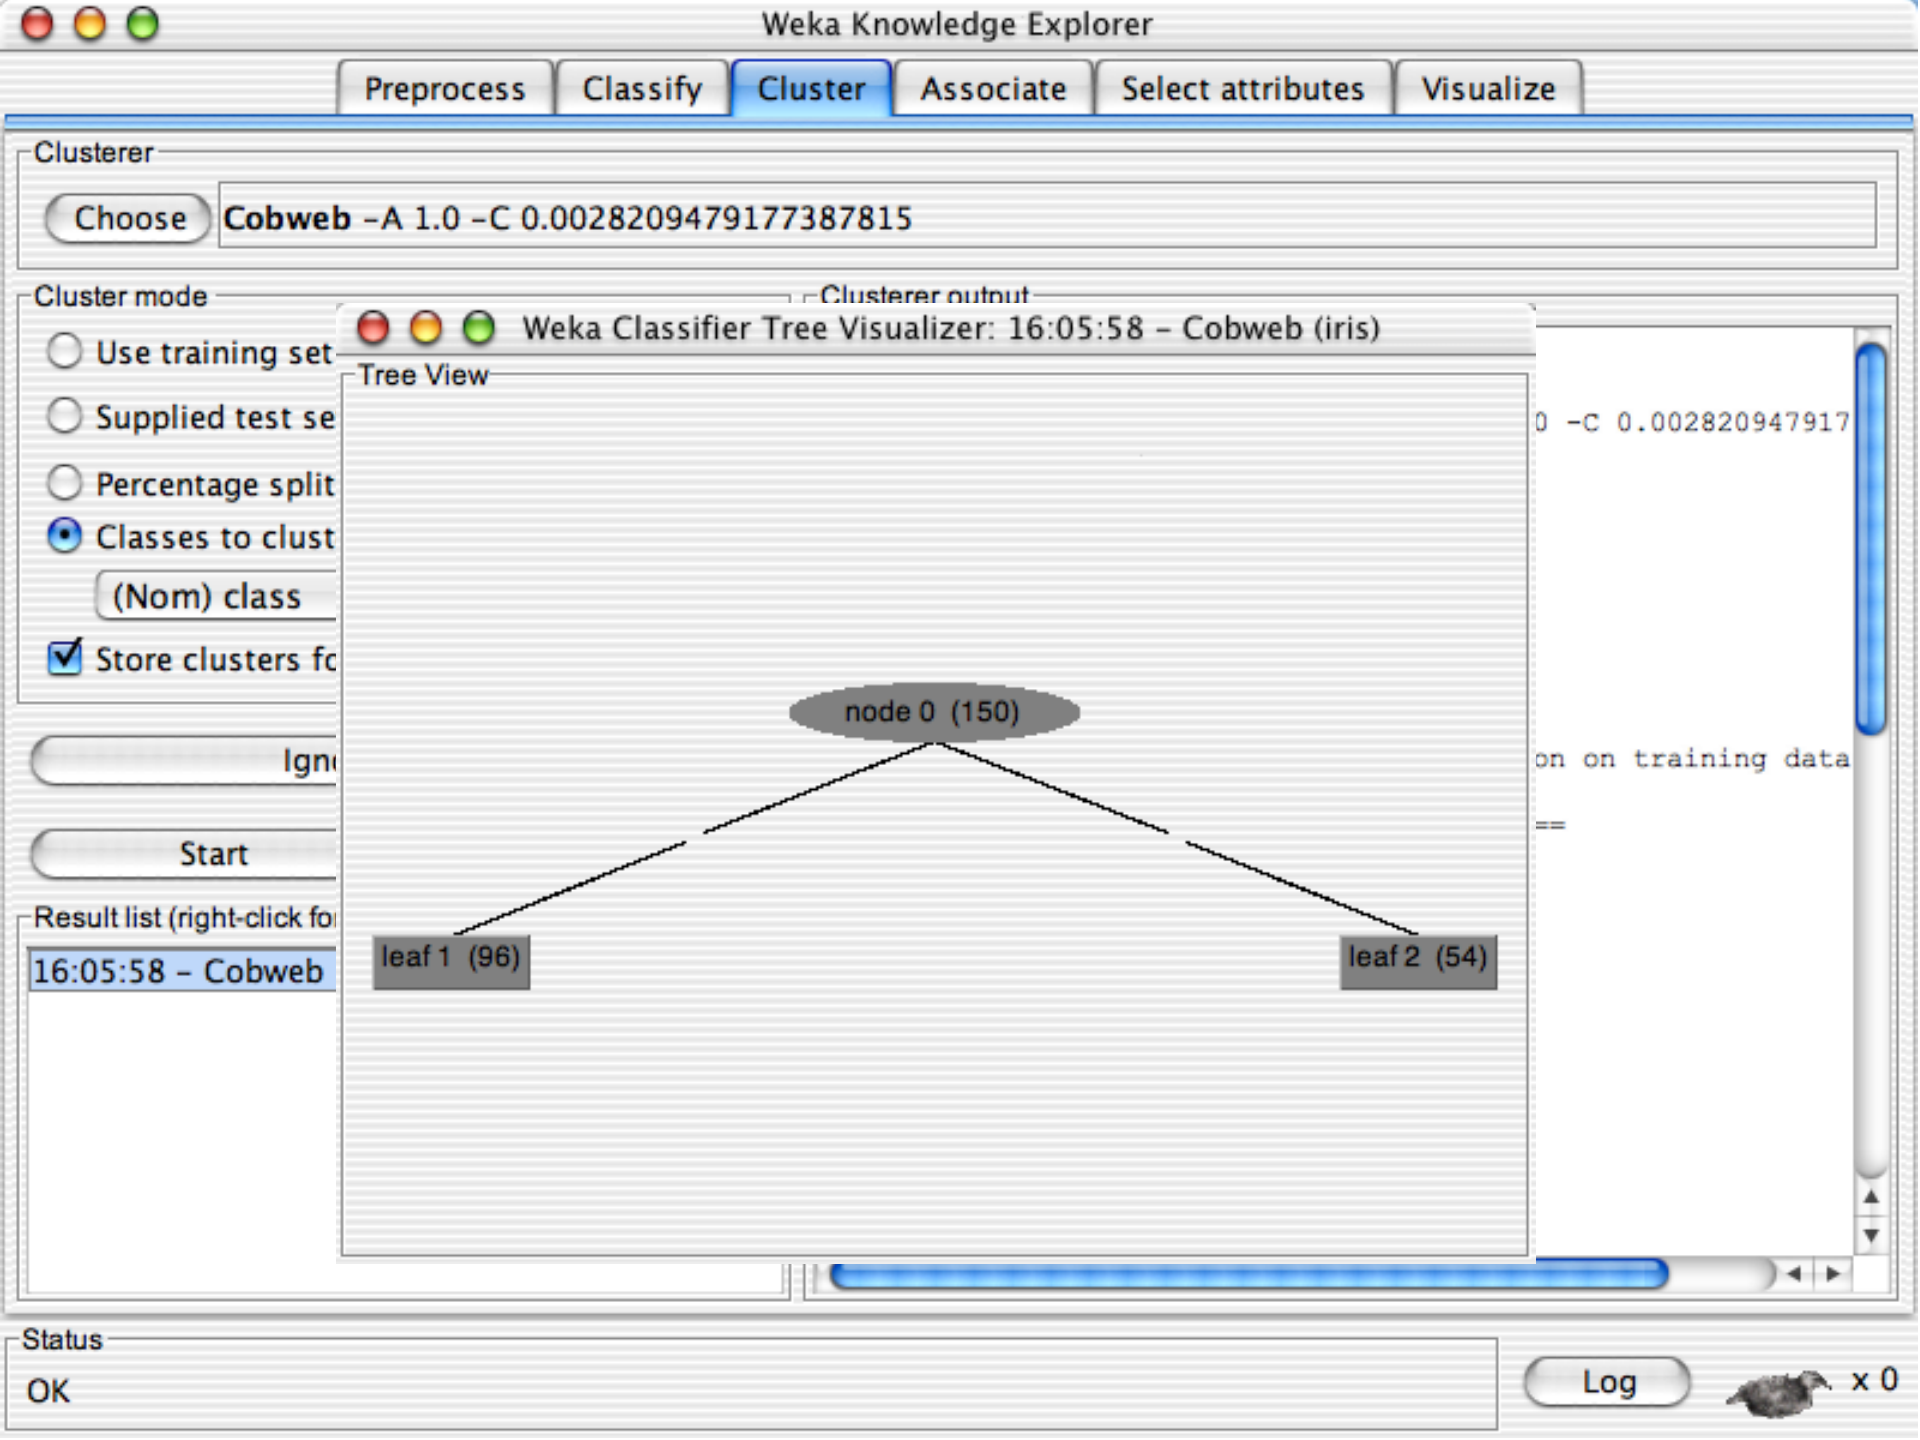 Weka Knowledge Explorer
Preprocess Classify Cluster Associate Select attributes Visualize
Clusterer
Choose Cobweb -A 1.0 -C 0.0028209479177387815
Cluster mode
Clusterer output
Use training set
Supplied test se
Percentage split
Classes to clust
(Nom) class
Store clusters fo
Igno
Start
Result list (right-click for
16:05:58 - Cobweb
Weka Classifier Tree Visualizer: 16:05:58 - Cobweb (iris)
Tree View
node 0 (150)
leaf 1 (96)
leaf 2 (54)
0 -C 0.002820947917
on on training data
==
Status
OK
Log
x 0